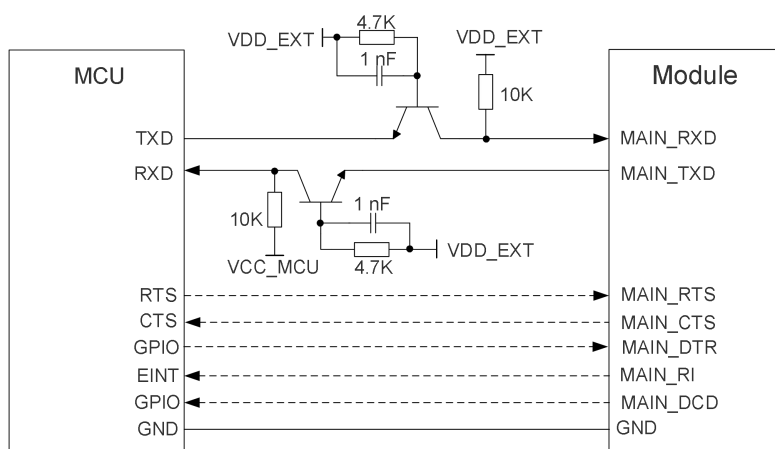 4.7K
VDD_EXT
VDD_EXT
1 nF
MCU
Module
10K
TXD
MAIN_RXD
RXD
MAIN_TXD
1 nF
10K
VDD_EXT
VCC_MCU
4.7K
RTS
MAIN_RTS
CTS
MAIN_CTS
GPIO
MAIN_DTR
EINT
MAIN_RI
GPIO
MAIN_DCD
GND
GND